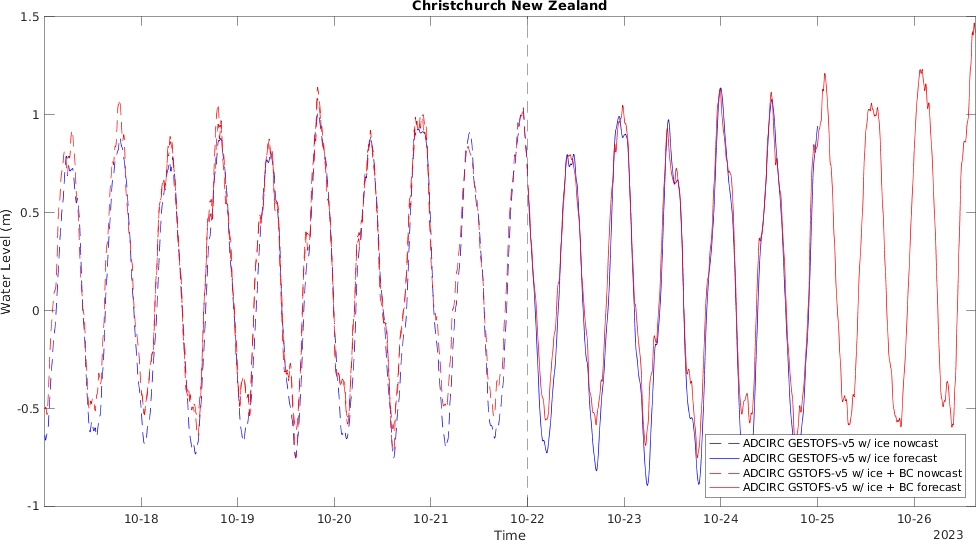 Christchurch New Zealand
1.5
1
0.5
0
-0.5
-1
Water Level (m)
ADCIRC GESTOFS-v5 w/ ice nowcast
ADCIRC GESTOFS-v5 w/ ice forecast
ADCIRC GSTOFS-v5 w/ ice + BC nowcast
ADCIRC GSTOFS-v5 w/ ice + BC forecast
10-18 10-19 10-20 10-21 10-22 10-23 10-24 10-25 10-26
Time
2023